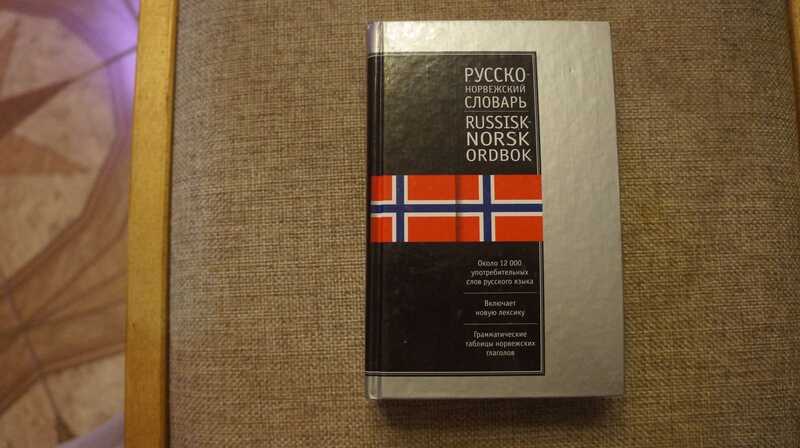 РУССКО-
НОРВЕЖСКИЙ
СЛОВАРЬ
RUSSISK-
NORSK
ORDBOK
Около 12 000
употребительных
слов русского языка
Включает
новую лексику
Грамматические
таблицы норвежских
глаголов